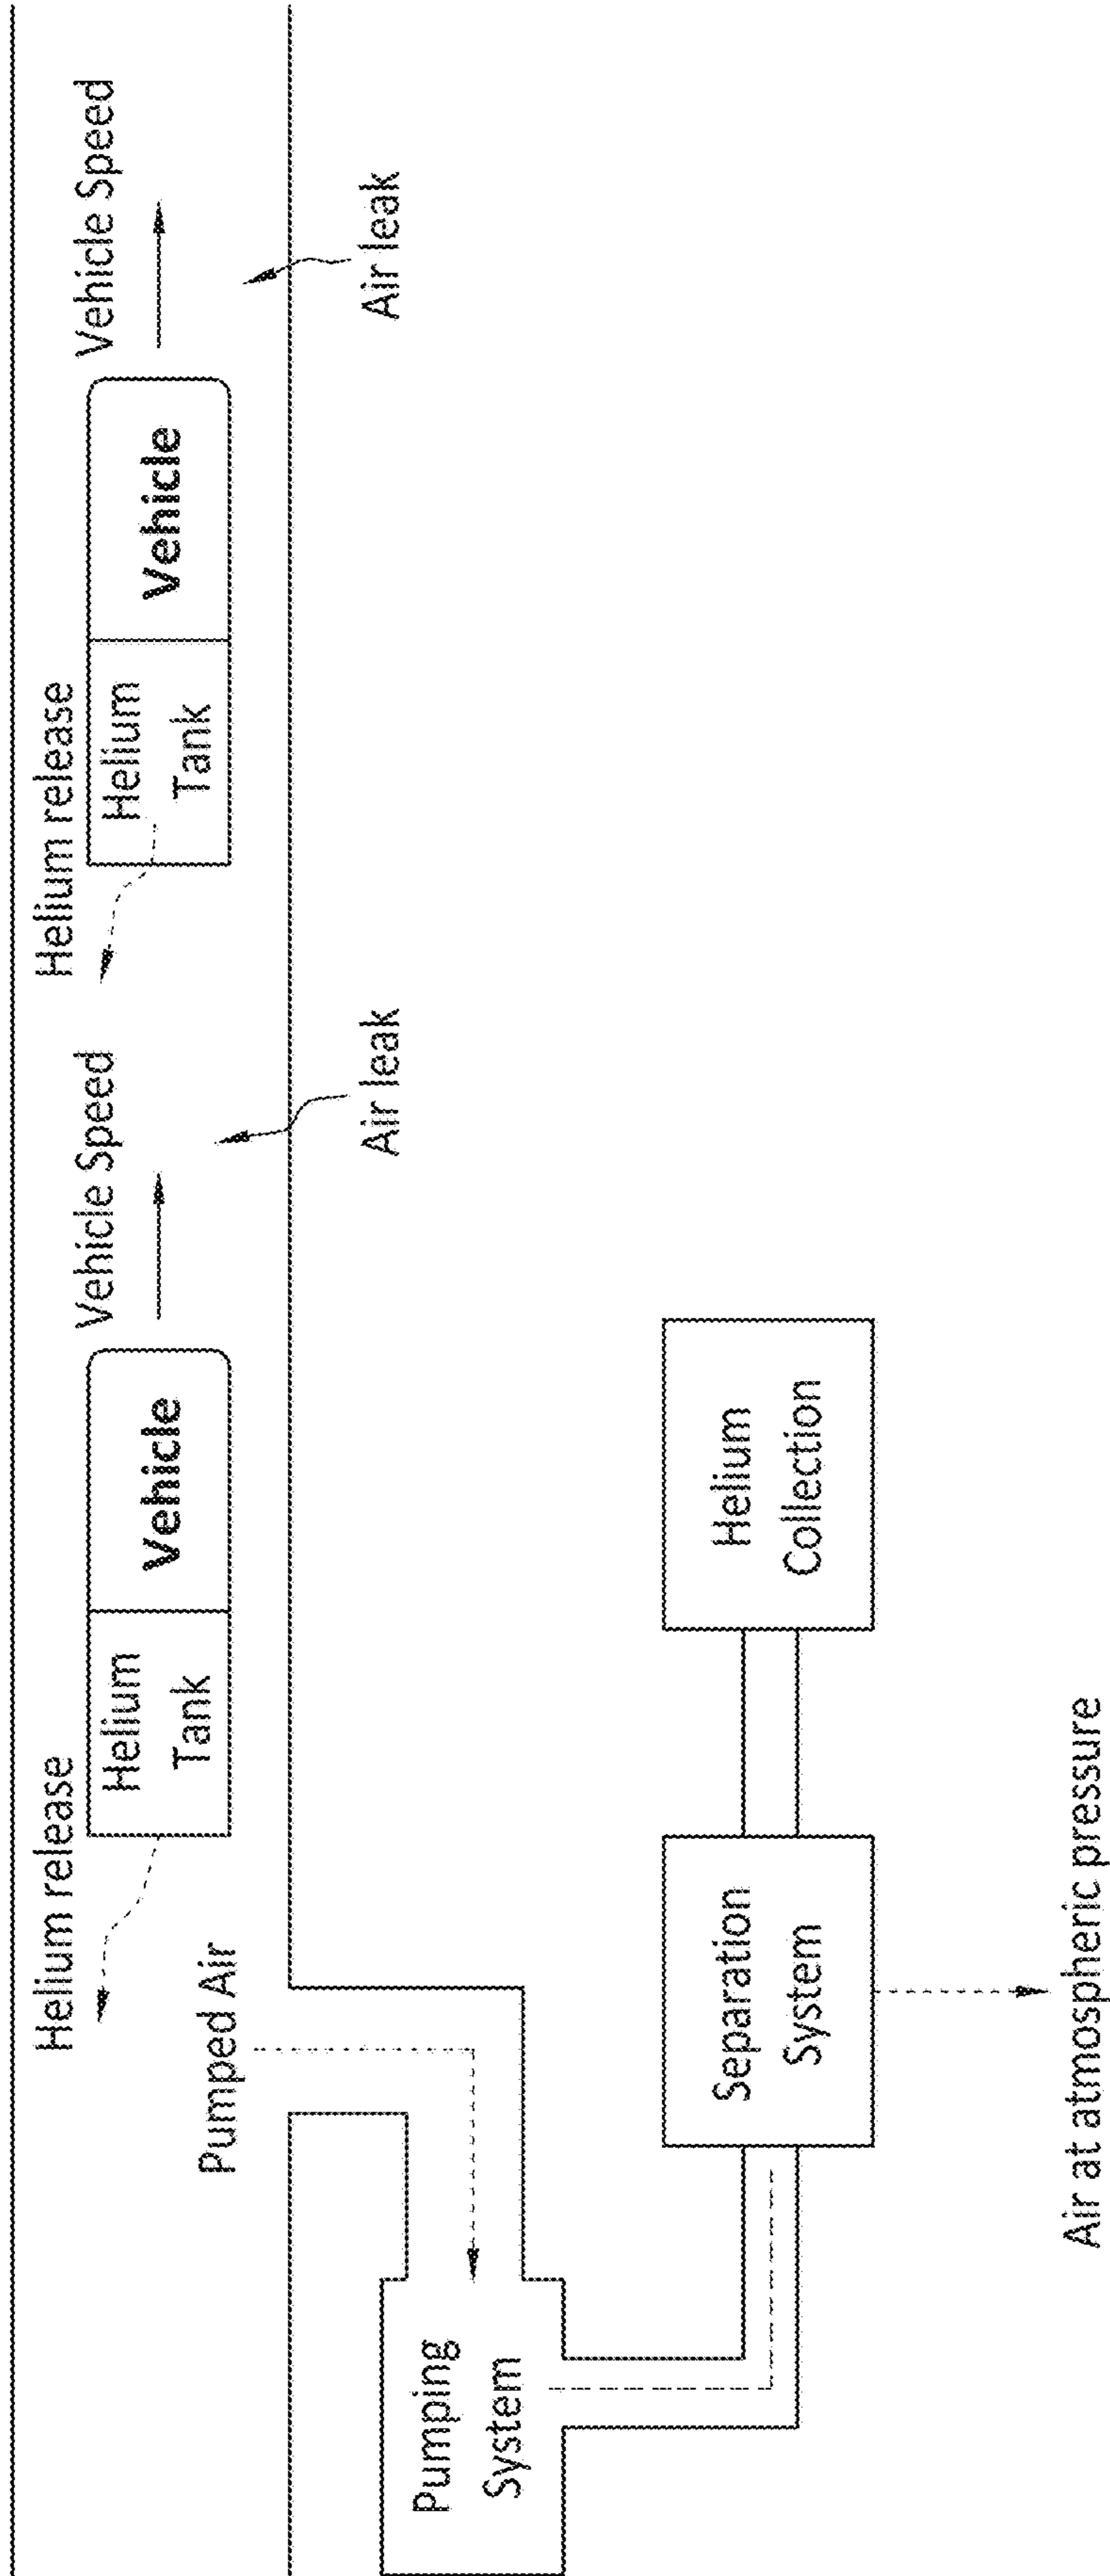 Helium release
Vehicle Speed
Helium release
Vehicle Speed
Helium
Tank
Vehicle
Helium
Tank
Vehicle
Pumped Air
Air leak
Air leak
Pumping
System
Separation
System
Helium
Collection
Air at atmospheric pressure